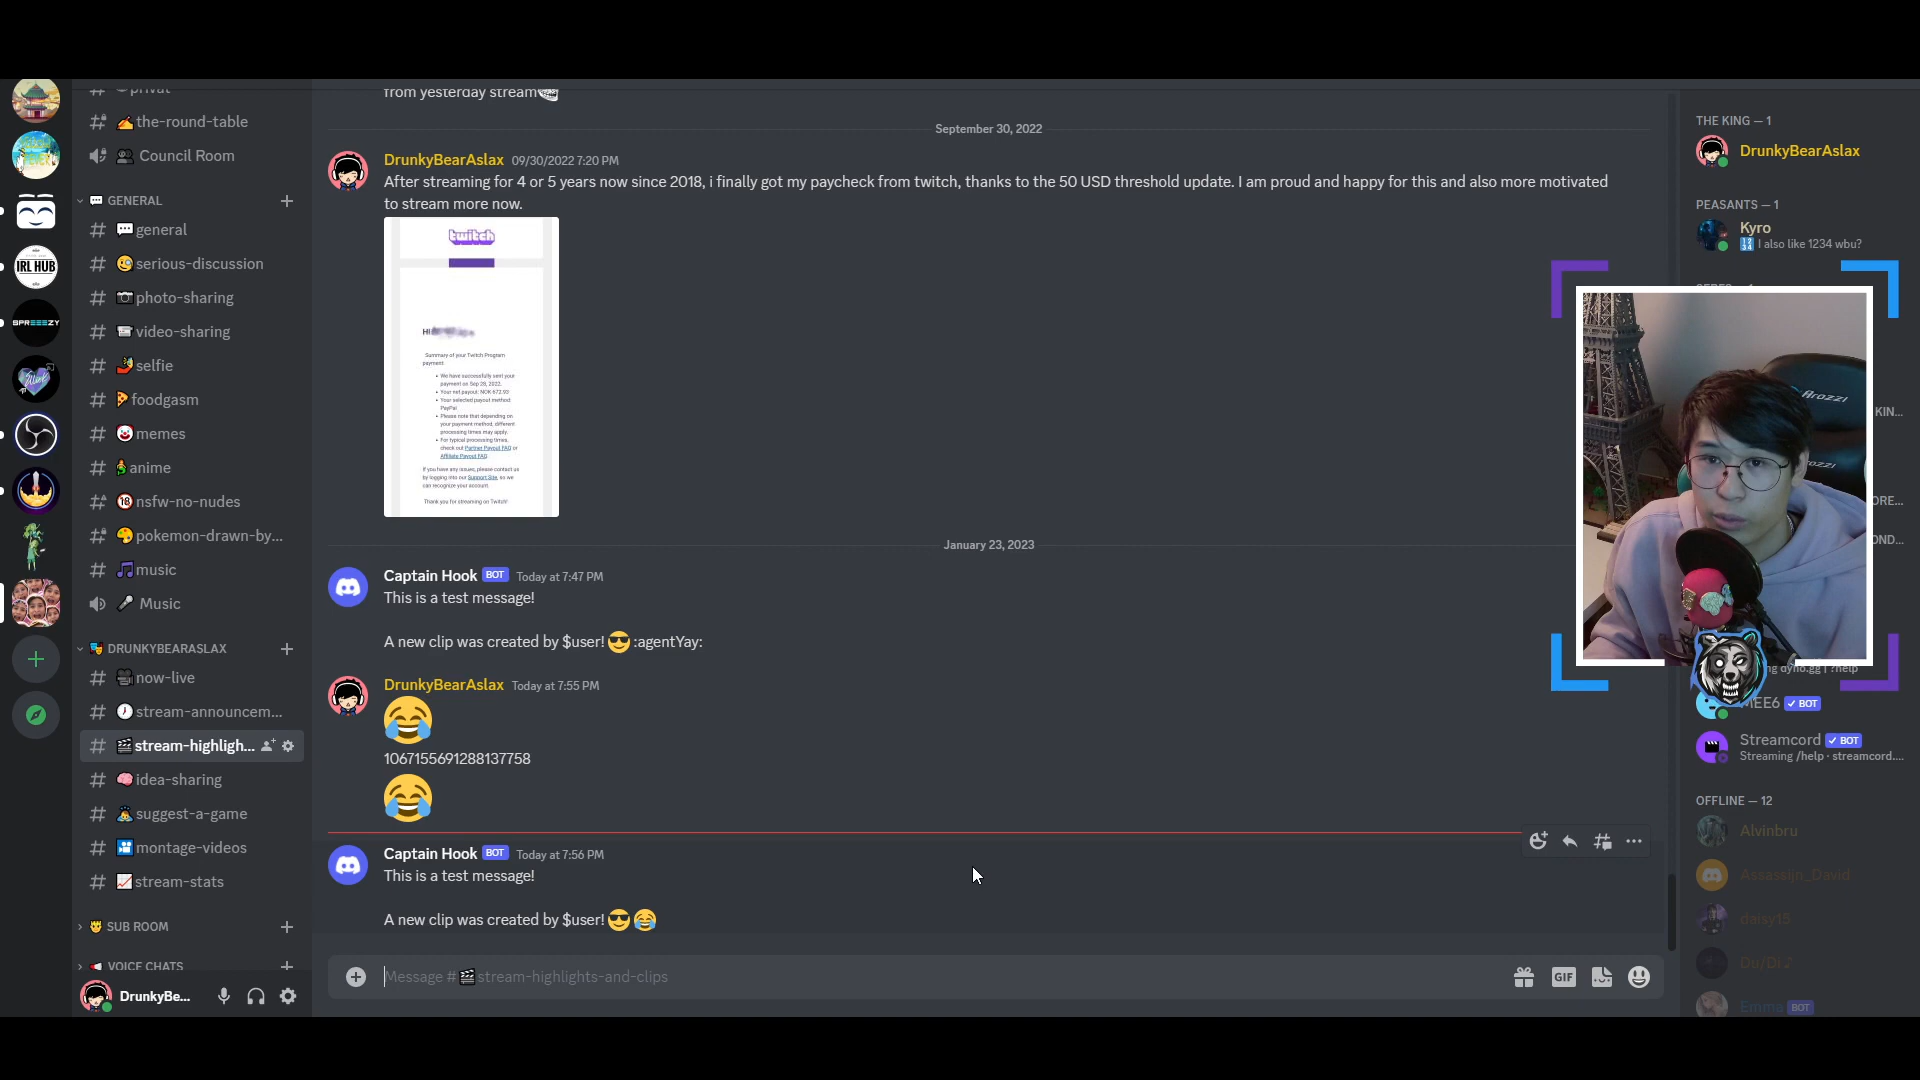 privat
the-round-table
Council Room
GENERAL
general
serious-discussion
photo-sharing
video-sharing
selfie
foodgasm
memes
anime
nsfw-no-nudes
pokemon-drawn-by...
music
Music
DRUNKYBEARASLAX
now-live
stream-announcem...
stream-highligh...
idea-sharing
suggest-a-game
montage-videos
stream-stats
SUB ROOM
VOICE CHATS
DrunkyBe...
IRL HUB
SPREEEZY
from yesterday stream
September 30, 2022
DrunkyBearAslax 09/30/2022 7:20 PM
After streaming for 4 or 5 years now since 2018, i finally got my paycheck from twitch, thanks to the 50 USD threshold update. I am proud and happy for this and also more motivated
to stream more now.
twitch
Hi
Summary of your Twitch Program
payment:
We have successfully sent your
payment on Sep 28, 2022.
Your net payout: NOK 672.93
Your selected payout method:
PayPal
Please note that depending on
your payment method, different
processing times may apply.
For typical processing times,
check out Partner Payout FAQ or
Affiliate Payout FAQ
If you have any issues, please contact us
by logging into our Support Site, so we
can recognize your account.
Thank you for streaming on Twitch!
January 23, 2023
Captain Hook BOT Today at 7:47 PM
This is a test message!
A new clip was created by $user! 😎 :agentYay:
DrunkyBearAslax Today at 7:55 PM
😂
1067155691288137758
😂
Captain Hook BOT Today at 7:56 PM
This is a test message!
A new clip was created by $user! 😎 😂
Message # 🎬stream-highlights-and-clips
GIF
THE KING — 1
DrunkyBearAslax
PEASANTS — 1
Kyro
🔢 I also like 1234 wbu?
KIN...
Arozzi
ORE...
OND...
ng dyno.gg | ?help
MEE6 ✓ BOT
Streamcord ✓ BOT
Streaming /help · streamcord....
OFFLINE — 12
Alvinbru
Assassijn_David
daisy15
Emma BOT